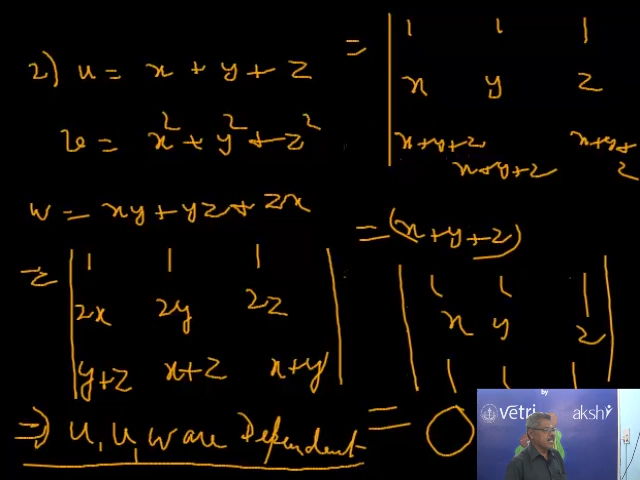 2) u = x + y + z
v = x² + y² + z²
w = xy + yz + zx
= | 1 1 1 |
2x 2y 2z
y+z x+z x+y
⇒ u, u, w are Dependent
= | 1 1 1
x y z
x+y+z x+y+z x+y+z
= (x+y+z)
| 1 1 1 |
x y z
1 1 1
= 0
by
vetri akshi